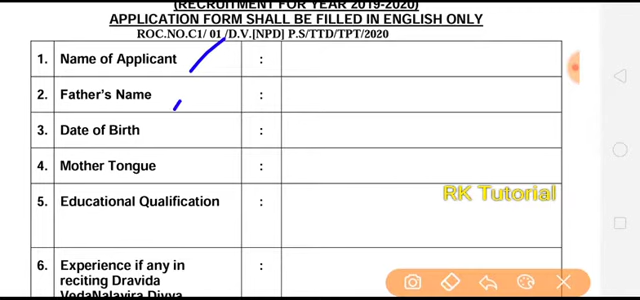 (RECRUITMENT FOR YEAR 2019-2020)
APPLICATION FORM SHALL BE FILLED IN ENGLISH ONLY
ROC.NO.C1/ 01 /D.V.[NPD] P.S/TTD/TPT/2020
1. Name of Applicant :
2. Father's Name :
3. Date of Birth :
4. Mother Tongue :
RK Tutorial
5. Educational Qualification :
6. Experience if any in :
reciting Dravida
VedaNalayira Divya